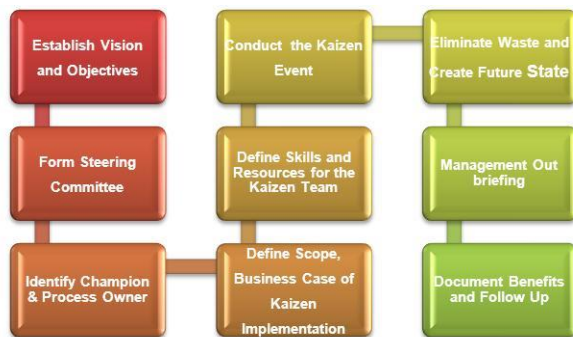 Establish Vision
and Objectives
Form Steering
Committee
Identify Champion
& Process Owner
Define Scope,
Business Case of
Kaizen
Implementation
Define Skills and
Resources for the
Kaizen Team
Conduct the Kaizen
Event
Eliminate Waste and
Create Future State
Management Out
briefing
Document Benefits
and Follow Up